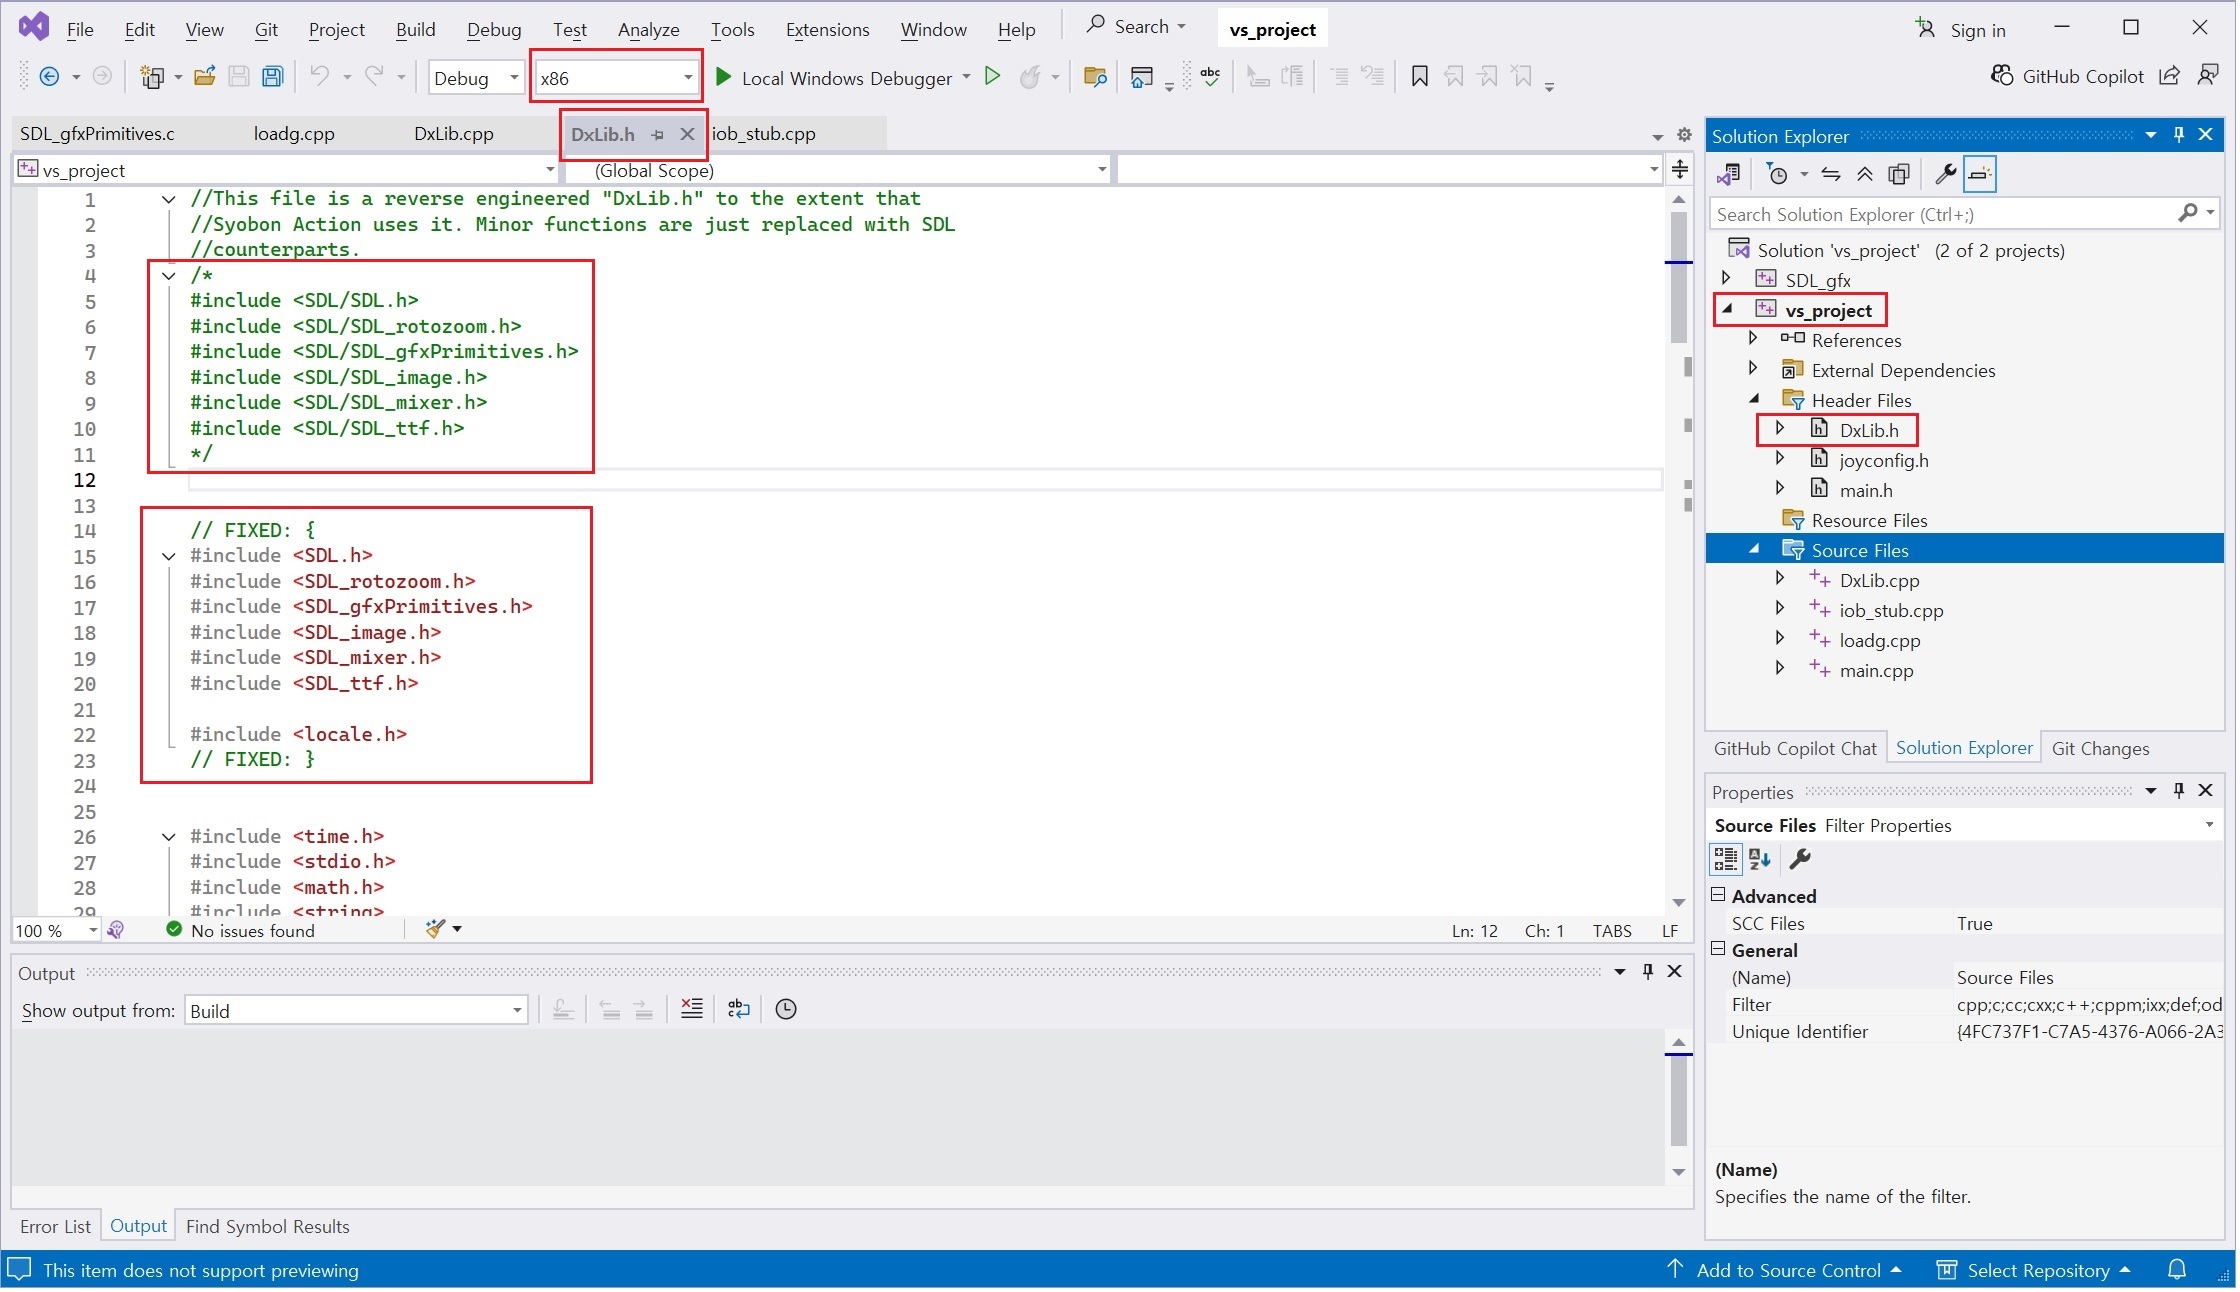 File Edit View Git Project Build Debug Test Analyze Tools Extensions Window Help Search vs_project Sign in
Debug x86 Local Windows Debugger abc GitHub Copilot
SDL_gfxPrimitives.c loadg.cpp DxLib.cpp DxLib.h iob_stub.cpp
vs_project (Global Scope)
1 //This file is a reverse engineered "DxLib.h" to the extent that
2 //Syobon Action uses it. Minor functions are just replaced with SDL
3 //counterparts.
4 /*
5 #include <SDL/SDL.h>
6 #include <SDL/SDL_rotozoom.h>
7 #include <SDL/SDL_gfxPrimitives.h>
8 #include <SDL/SDL_image.h>
9 #include <SDL/SDL_mixer.h>
10 #include <SDL/SDL_ttf.h>
11 */
12
13
14 // FIXED: {
15 #include <SDL.h>
16 #include <SDL_rotozoom.h>
17 #include <SDL_gfxPrimitives.h>
18 #include <SDL_image.h>
19 #include <SDL_mixer.h>
20 #include <SDL_ttf.h>
21
22 #include <locale.h>
23 // FIXED: }
24
25
26 #include <time.h>
27 #include <stdio.h>
28 #include <math.h>
29 #include <string>
100 % No issues found Ln: 12 Ch: 1 TABS LF
Output
Show output from: Build
Error List Output Find Symbol Results
Solution Explorer
Search Solution Explorer (Ctrl+;)
Solution 'vs_project' (2 of 2 projects)
SDL_gfx
vs_project
References
External Dependencies
Header Files
DxLib.h
joyconfig.h
main.h
Resource Files
Source Files
DxLib.cpp
iob_stub.cpp
loadg.cpp
main.cpp
GitHub Copilot Chat Solution Explorer Git Changes
Properties
Source Files Filter Properties
Advanced
SCC Files True
General
(Name) Source Files
Filter cpp;c;cc;cxx;c++;cppm;ixx;def;od
Unique Identifier {4FC737F1-C7A5-4376-A066-2A3
(Name)
Specifies the name of the filter.
This item does not support previewing Add to Source Control Select Repository